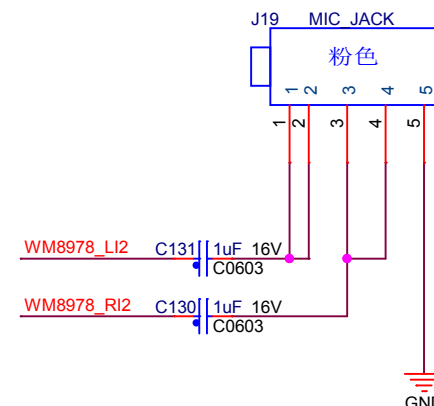 J19 MIC_JACK
粉色
1 2 3 4 5
1 2 3 4 5
WM8978_LI2 C131 1uF 16V
C0603
WM8978_RI2 C130 1uF 16V
C0603
GND